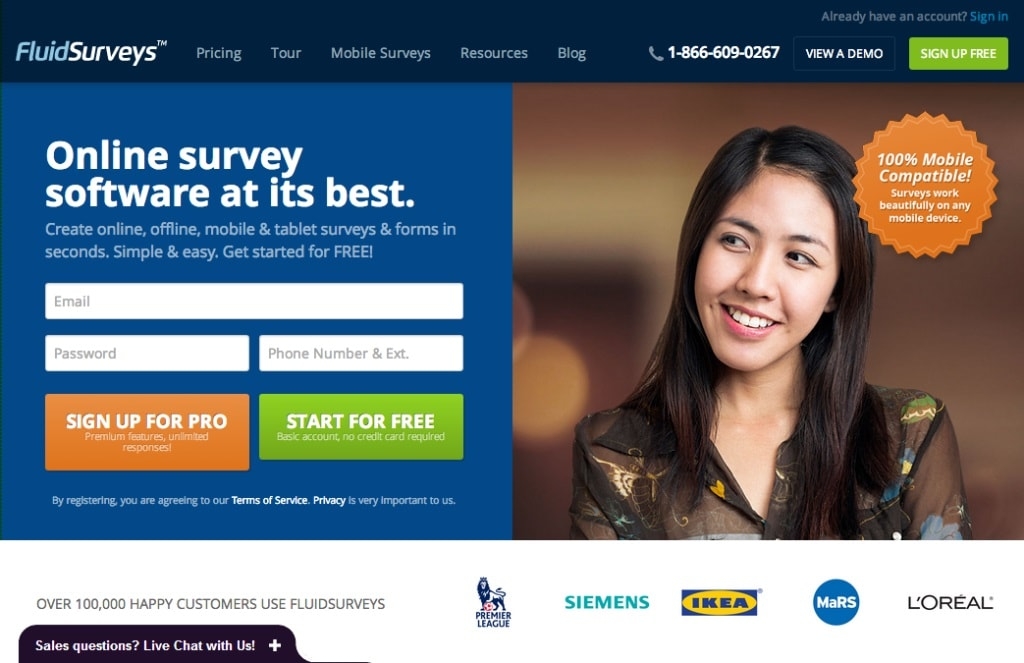 Already have an account? Sign in
FluidSurveys™
Pricing
Tour
Mobile Surveys
Resources
Blog
1-866-609-0267
VIEW A DEMO
SIGN UP FREE
Online survey
software at its best.
Create online, offline, mobile & tablet surveys & forms in
seconds. Simple & easy. Get started for FREE!
Email
Password
Phone Number & Ext.
SIGN UP FOR PRO
Premium features, unlimited
responses!
START FOR FREE
Basic account, no credit card required
By registering, you are agreeing to our Terms of Service. Privacy is very important to us.
100% Mobile
Compatible!
Surveys work
beautifully on any
mobile device.
OVER 100,000 HAPPY CUSTOMERS USE FLUIDSURVEYS
PREMIER
LEAGUE
SIEMENS
IKEA®
MaRS
L'ORÉAL®
Sales questions? Live Chat with Us! +